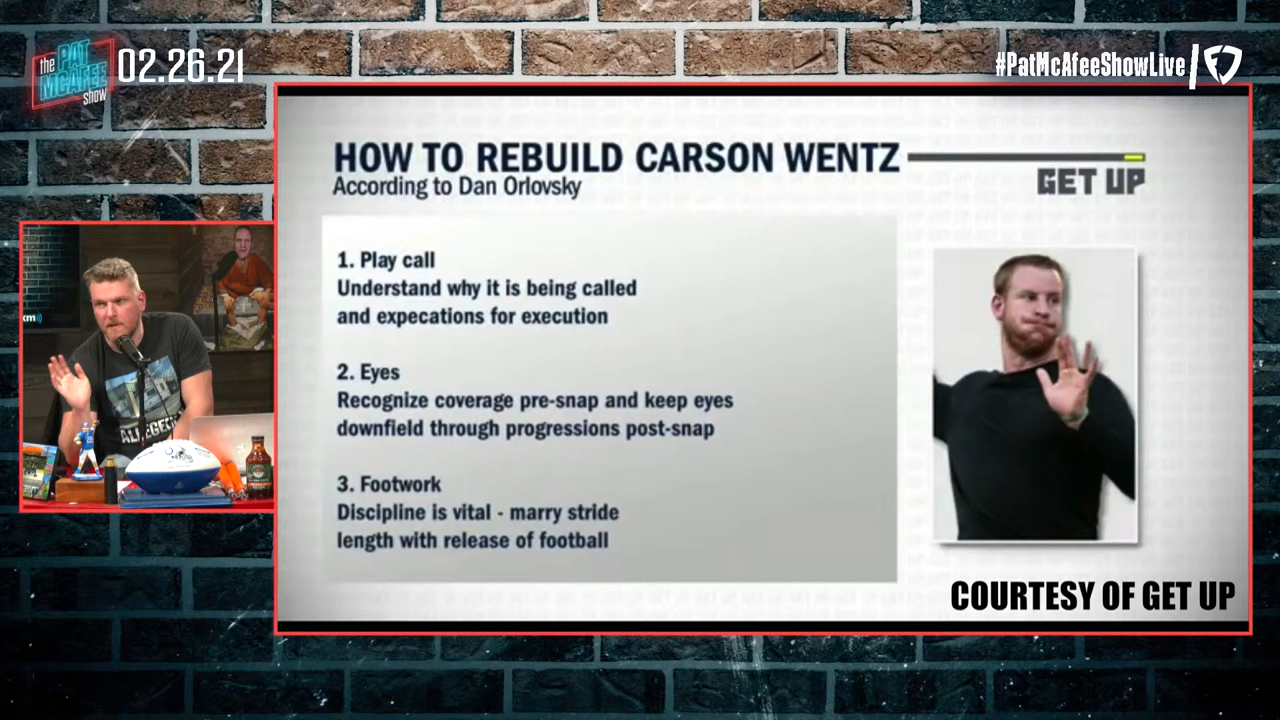 the
PAT
MCAFEE
show
02.26.21
#PatMcAfeeShowLive
HOW TO REBUILD CARSON WENTZ
According to Dan Orlovsky
GET UP
1. Play call
Understand why it is being called
and expecations for execution
2. Eyes
Recognize coverage pre-snap and keep eyes
downfield through progressions post-snap
3. Footwork
Discipline is vital - marry stride
length with release of football
COURTESY OF GET UP
xm